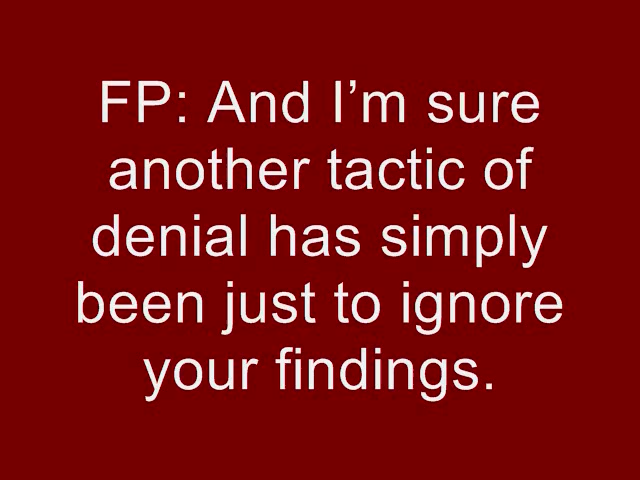 FP: And I’m sure
another tactic of
denial has simply
been just to ignore
your findings.